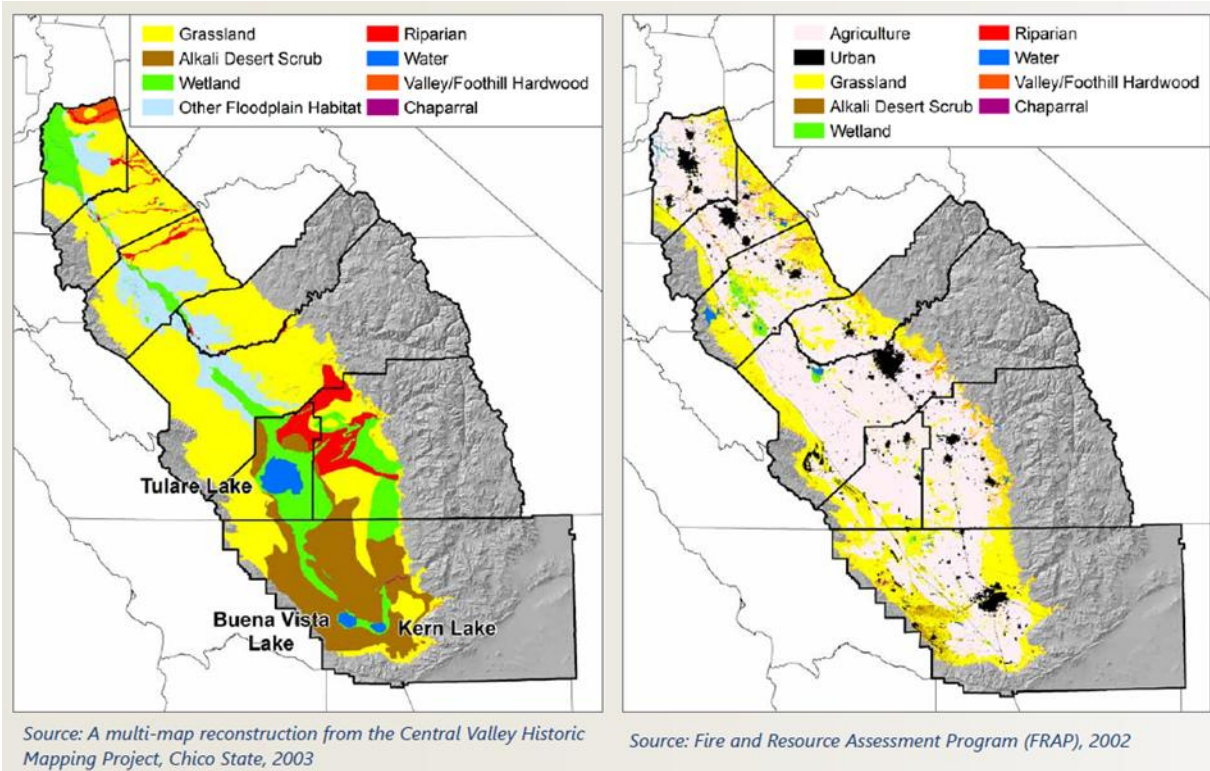 Grassland
Alkali Desert Scrub
Wetland
Other Floodplain Habitat
Riparian
Water
Valley/Foothill Hardwood
Chaparral
Tulare Lake
Buena Vista
Lake
Kern Lake
Source: A multi-map reconstruction from the Central Valley Historic
Mapping Project, Chico State, 2003
Agriculture
Urban
Grassland
Alkali Desert Scrub
Wetland
Riparian
Water
Valley/Foothill Hardwood
Chaparral
Source: Fire and Resource Assessment Program (FRAP), 2002